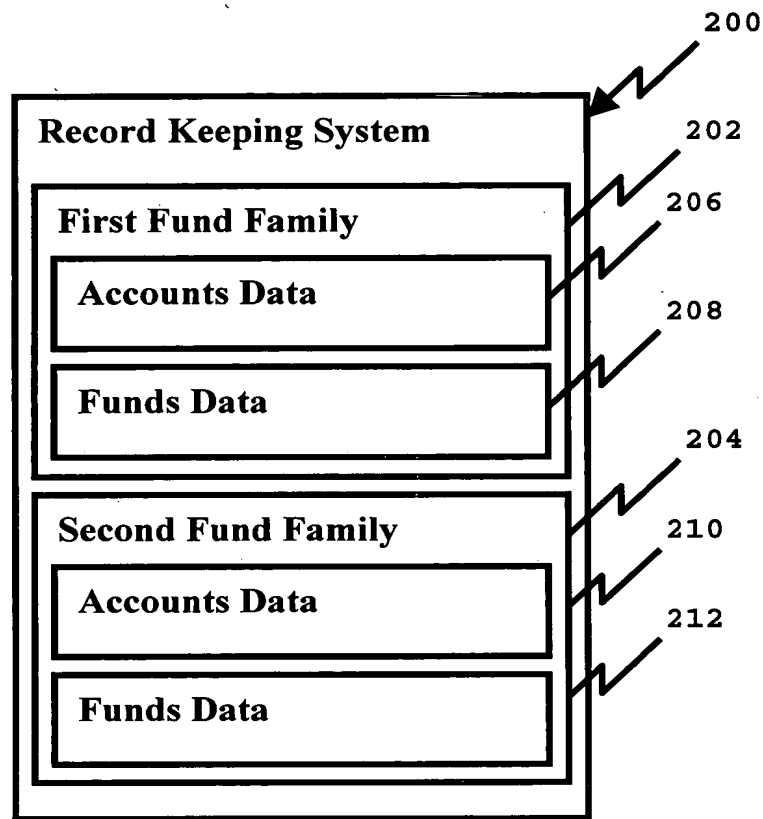 200
Record Keeping System
202
First Fund Family
206
Accounts Data
208
Funds Data
204
Second Fund Family
210
Accounts Data
212
Funds Data